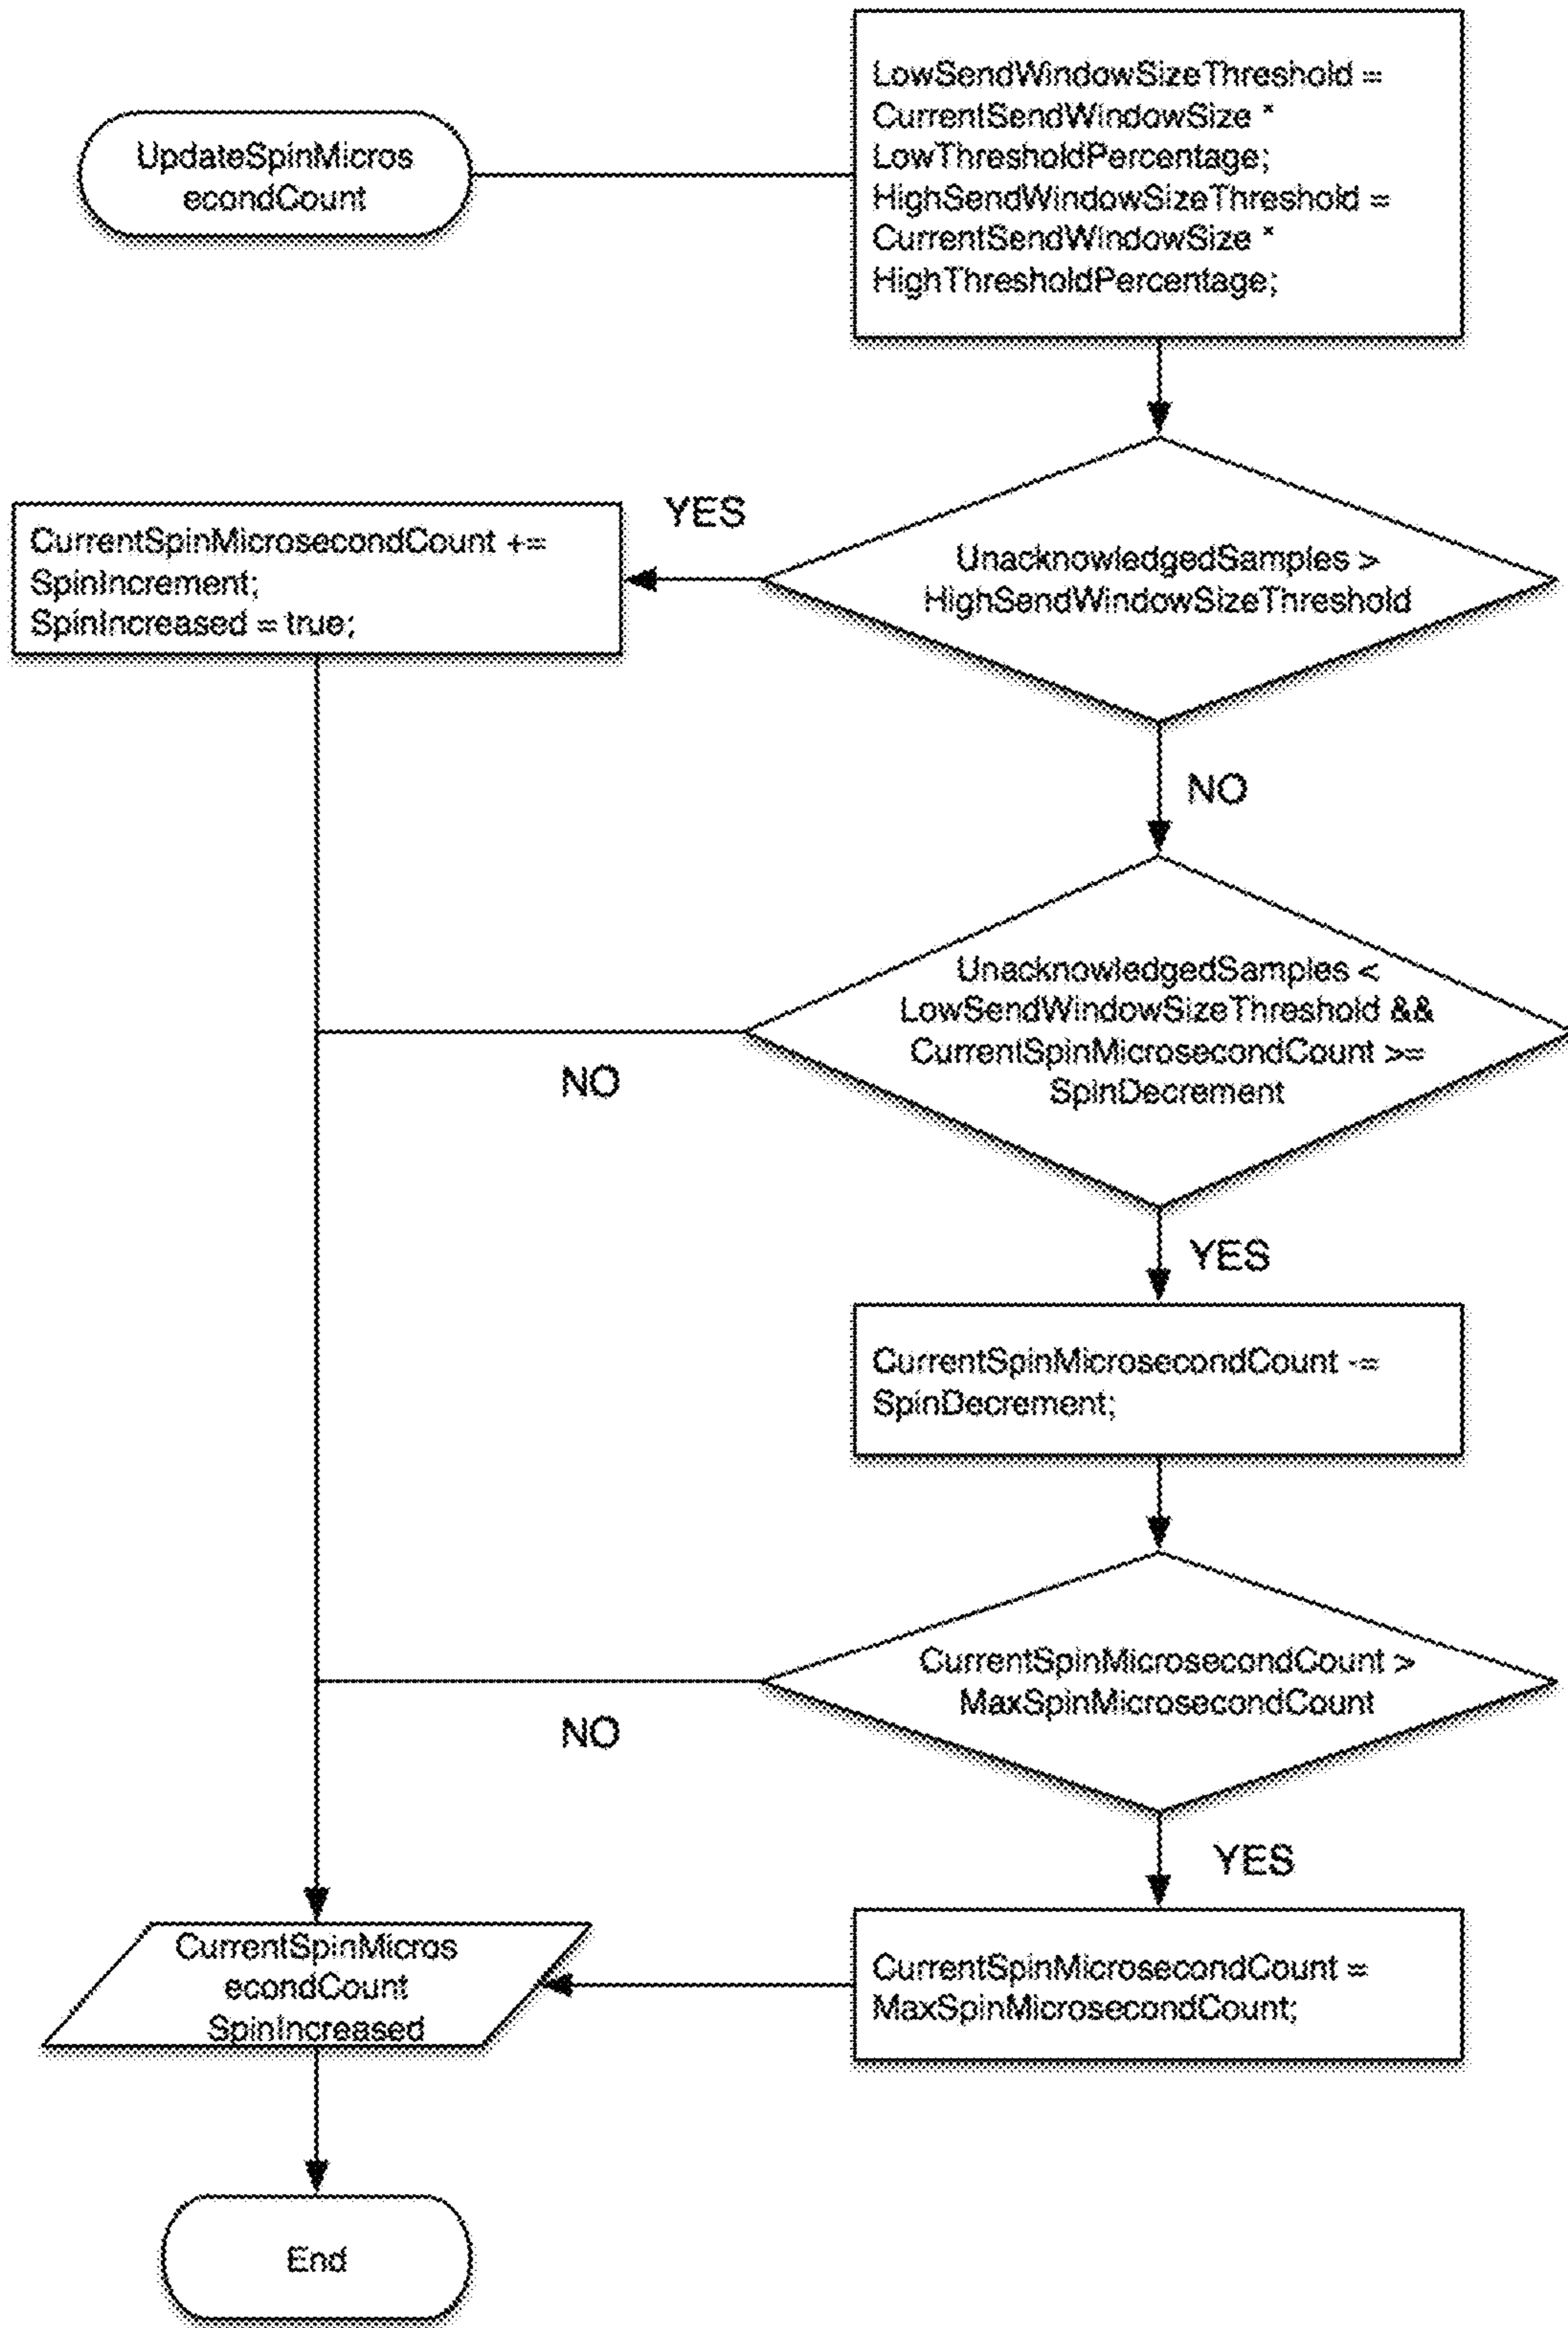 UpdateSpinMicros
econdCount
LowSendWindowSizeThreshold =
CurrentSendWindowSize *
LowThresholdPercentage;
HighSendWindowSizeThreshold =
CurrentSendWindowSize *
HighThresholdPercentage;
UnacknowledgedSamples >
HighSendWindowSizeThreshold
YES
CurrentSpinMicrosecondCount +=
SpinIncrement;
SpinIncreased = true;
NO
UnacknowledgedSamples <
LowSendWindowSizeThreshold &&
CurrentSpinMicrosecondCount >=
SpinDecrement
NO
YES
CurrentSpinMicrosecondCount -=
SpinDecrement;
CurrentSpinMicrosecondCount >
MaxSpinMicrosecondCount
NO
YES
CurrentSpinMicrosecondCount =
MaxSpinMicrosecondCount;
CurrentSpinMicros
econdCount
SpinIncreased
End